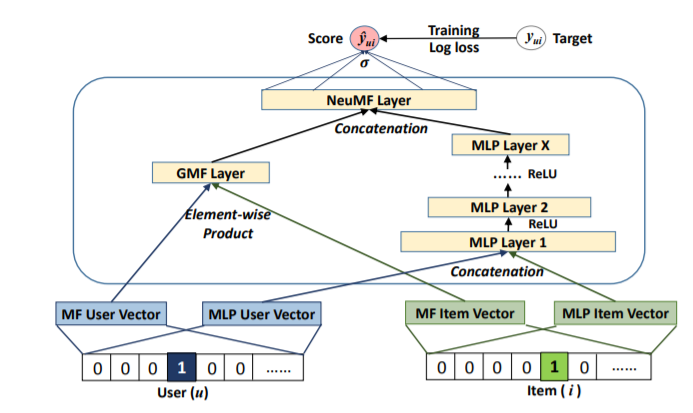 Score ŷui Training yui Target
Log loss
σ
NeuMF Layer
Concatenation
MLP Layer X
GMF Layer
...... ReLU
Element-wise
Product
MLP Layer 2
ReLU
MLP Layer 1
Concatenation
MF User Vector MLP User Vector MF Item Vector MLP Item Vector
0 0 0 1 0 0 ...... 0 0 0 0 1 0 ......
User (u) Item ( i )